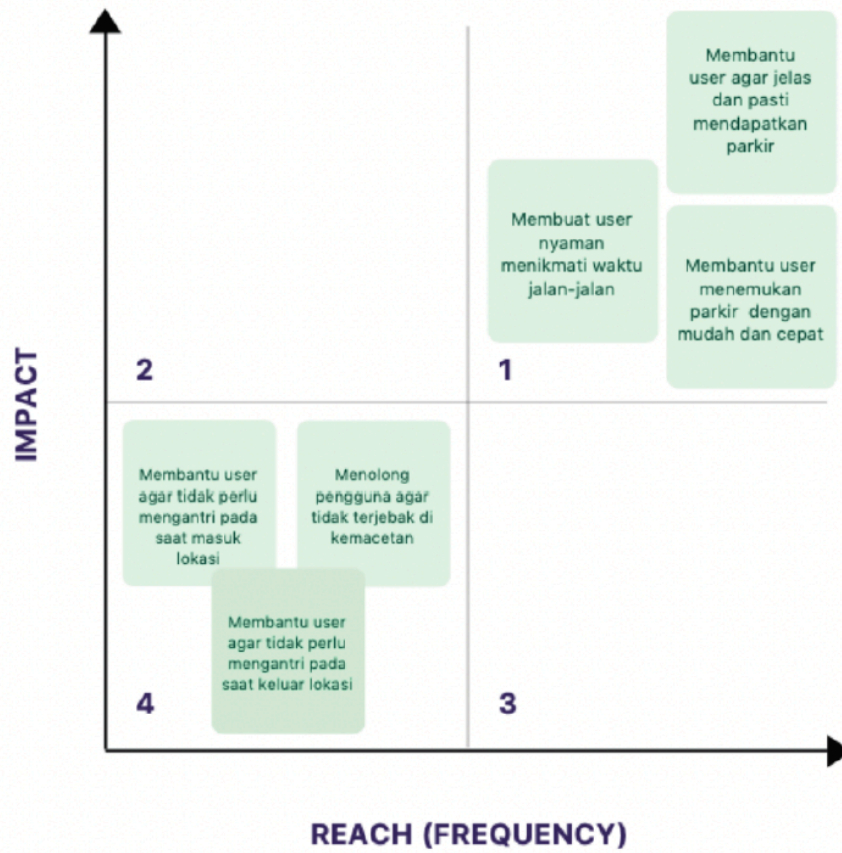 Membantu
user agar jelas
dan pasti
mendapatkan
parkir
Membuat user
nyaman
menikmati waktu
jalan-jalan
Membantu user
menemukan
parkir dengan
mudah dan cepat
2
1
IMPACT
Membantu user
agar tidak perlu
mengantri pada
saat masuk
lokasi
Menolong
pengguna agar
tidak terjebak di
kemacetan
Membantu user
agar tidak perlu
mengantri pada
saat keluar lokasi
4
3
REACH (FREQUENCY)